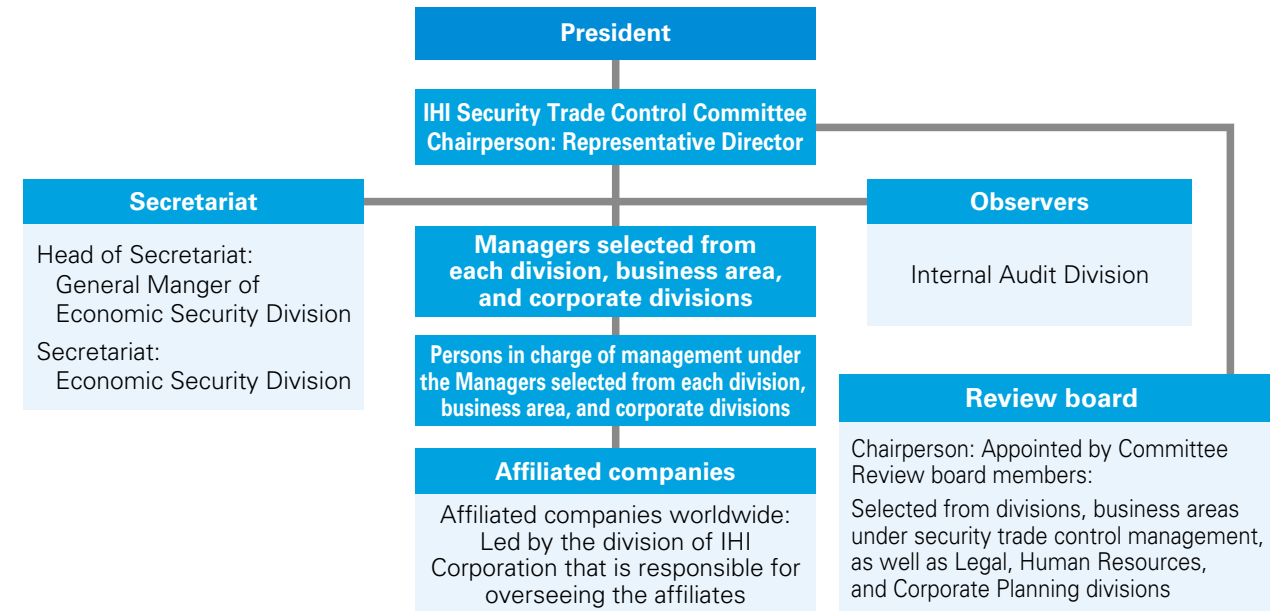 President
IHI Security Trade Control Committee
Chairperson: Representative Director
Secretariat
Head of Secretariat:
General Manger of
Economic Security Division
Secretariat:
Economic Security Division
Managers selected from
each division, business area,
and corporate divisions
Observers
Internal Audit Division
Persons in charge of management under
the Managers selected from each division,
business area, and corporate divisions
Affiliated companies
Affiliated companies worldwide:
Led by the division of IHI
Corporation that is responsible for
overseeing the affiliates
Review board
Chairperson: Appointed by Committee
Review board members:
Selected from divisions, business areas
under security trade control management,
as well as Legal, Human Resources,
and Corporate Planning divisions